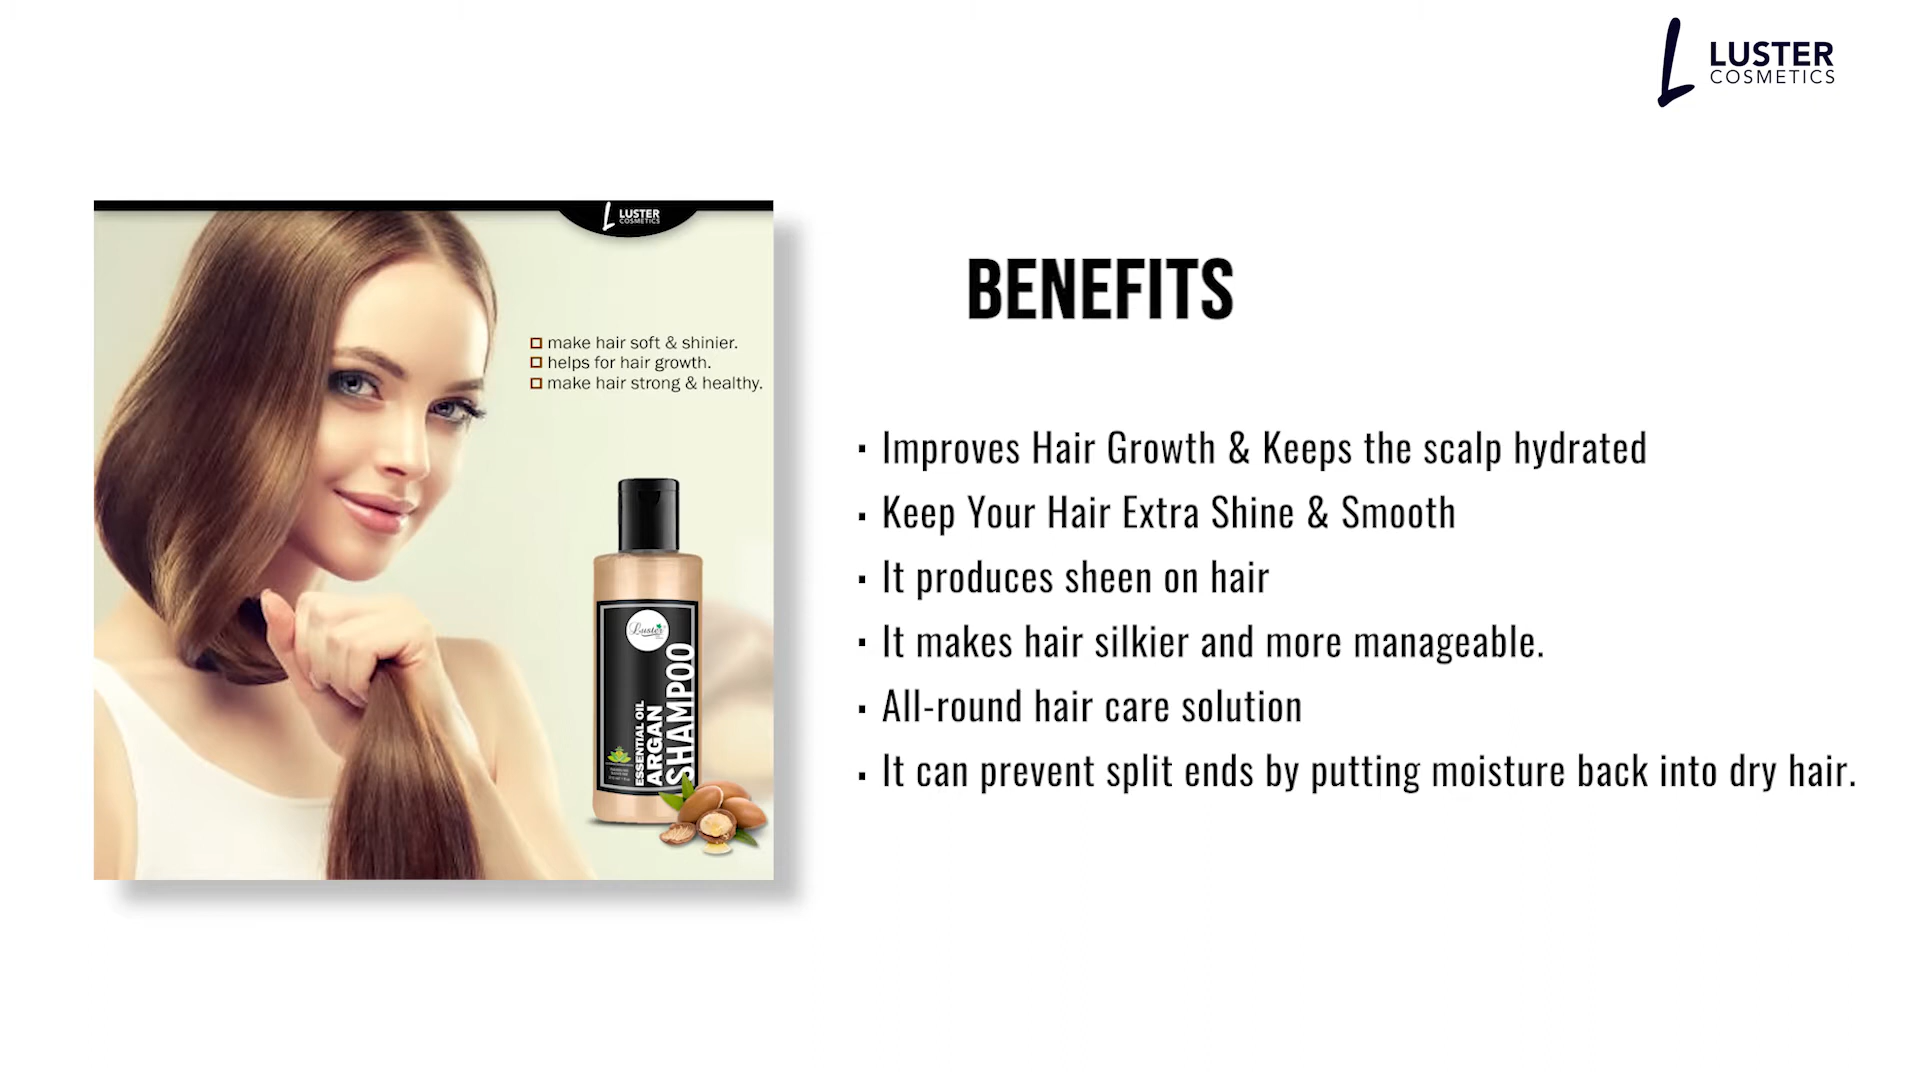 LUSTER
COSMETICS
LUSTER
COSMETICS
make hair soft & shinier.
helps for hair growth.
make hair strong & healthy.
Luster
ESSENTIAL OIL
ARGAN
SHAMPOO
BENEFITS
· Improves Hair Growth & Keeps the scalp hydrated
· Keep Your Hair Extra Shine & Smooth
· It produces sheen on hair
· It makes hair silkier and more manageable.
· All-round hair care solution
· It can prevent split ends by putting moisture back into dry hair.